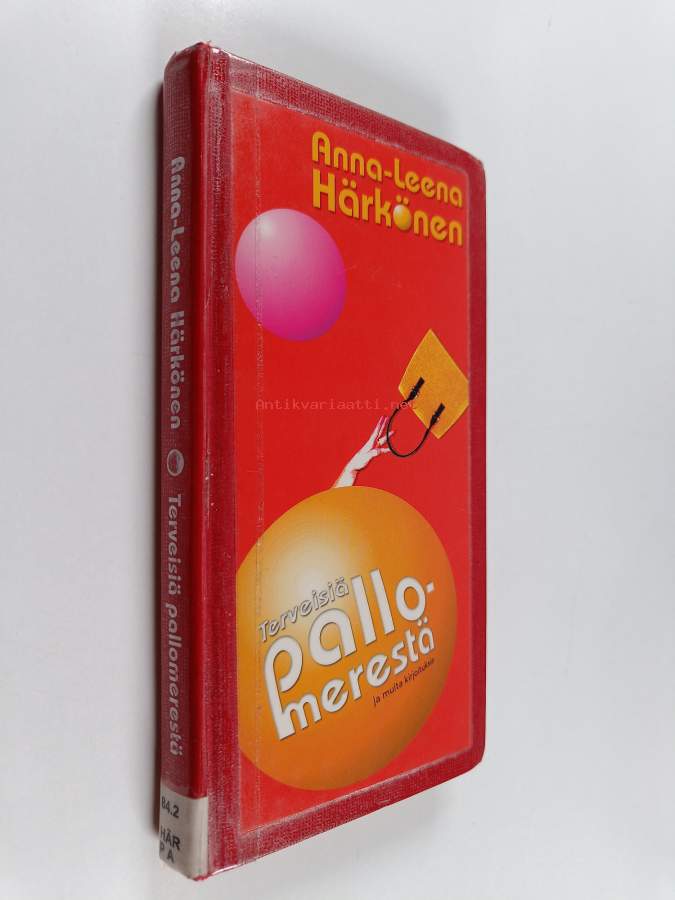 Anna-Leena
Härkönen
Antikvariaatti.net
Terveisiä
pallo-
merestä
ja muita kirjoituksia
Anna-Leena Härkönen Terveisiä pallomerestä
84.2
HÄR
P A